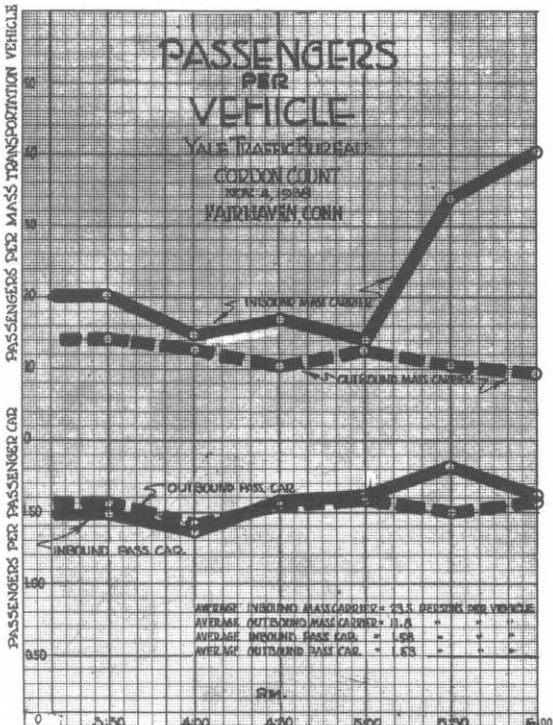 PASSENGERS
PER
VEHICLE
YALE TRAFFIC BUREAU
CORDON COUNT
NOV. 4, 1938
FAIRHAVEN, CONN
PASSENGERS PER MASS TRANSPORTATION VEHICLE
40
20
10
0
INBOUND MASS CARRIER
OUTBOUND MASS CARRIER
PASSENGERS PER PASSENGER CAR
1.50
1.00
0.50
OUTBOUND PASS. CAR
INBOUND PASS. CAR.
AVERAGE INBOUND MASS CARRIER = 23.5 PERSONS PER VEHICLE
AVERAGE OUTBOUND MASS CARRIER = 11.8 " " "
AVERAGE INBOUND PASS CAR. " 1.58 " " "
AVERAGE OUTBOUND PASS CAR. " 1.53 " " "
P.M.
3:30 4:00 4:30 5:00 5:30